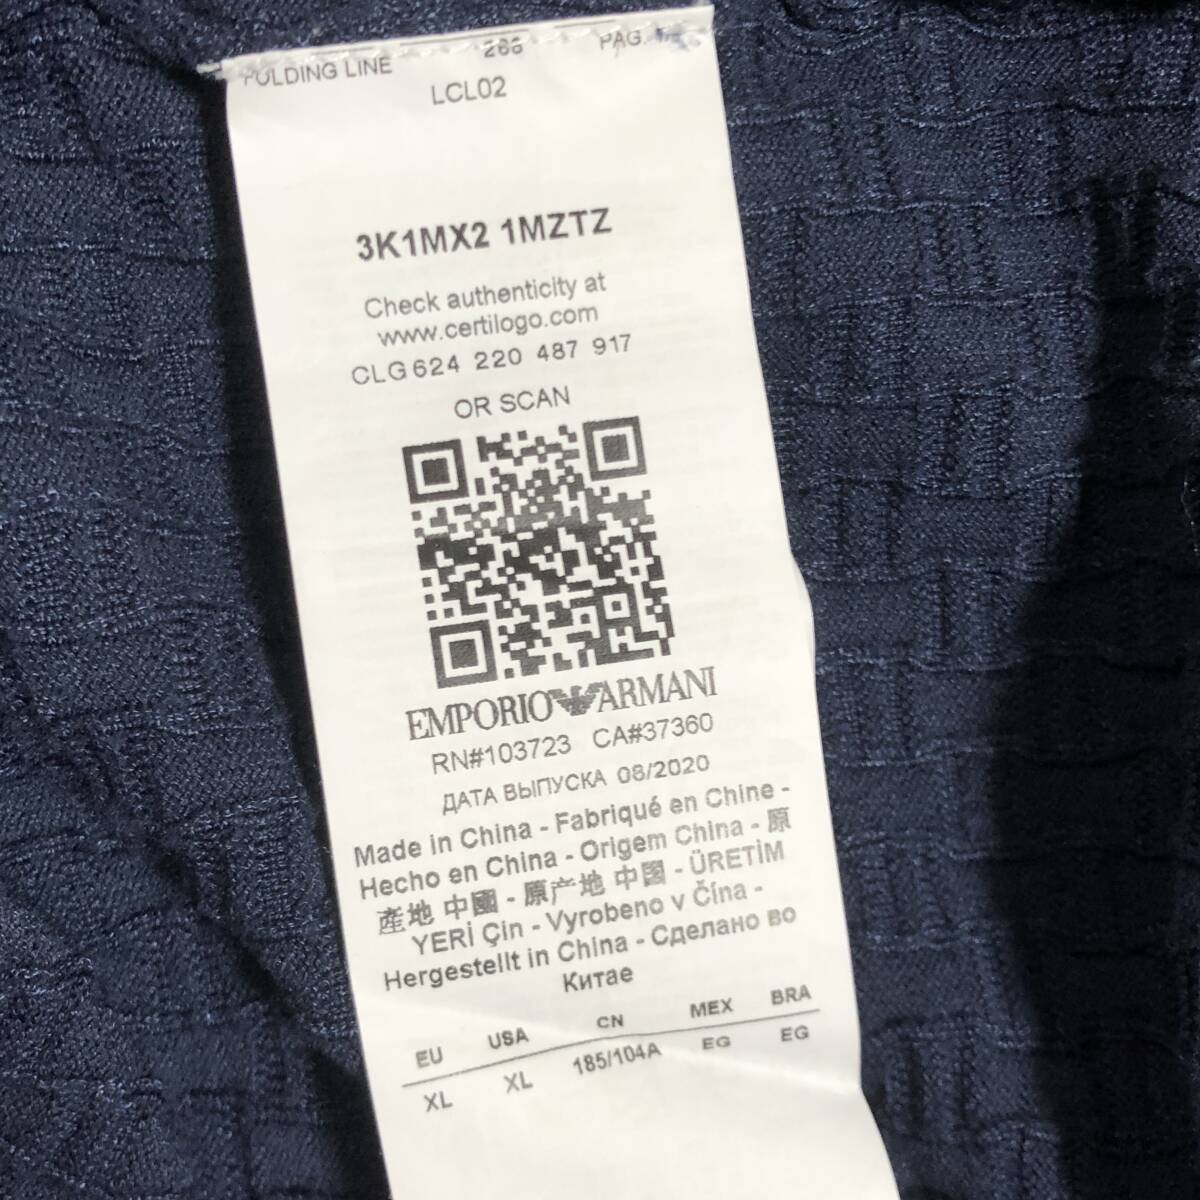 FOLDING LINE 286 PAG.
LCL02
3K1MX2 1MZTZ
Check authenticity at
www.certilogo.com
CLG 624 220 487 917
OR SCAN
EMPORIO ARMANI
RN#103723 CA#37360
ДАТА ВЫПУСКА 08/2020
Made in China - Fabriqué en Chine -
Hecho en China - Origem China - 原
產地 中國 - 原产地 中国 - ÜRETİM
YERİ Çin - Vyrobeno v Čína -
Hergestellt in China - Сделано во
Китае
EU USA CN MEX BRA
XL XL 185/104A EG EG